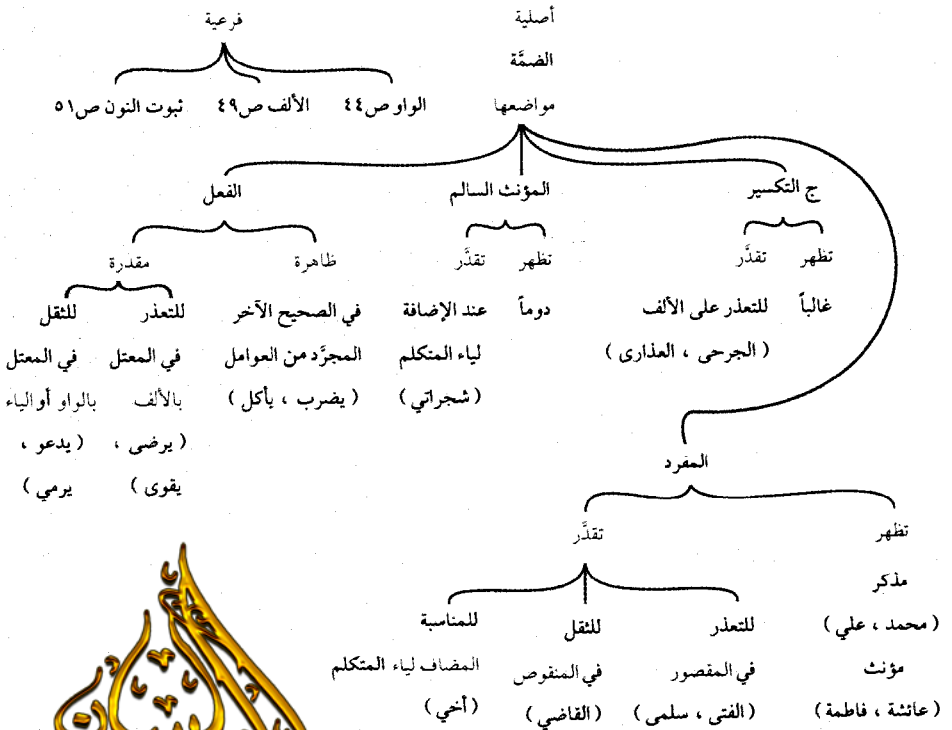 أصلية
فرعية
الضمَّة
مواضعها
الواو ص٤٤
الألف ص٤٩
ثبوت النون ص٥١
ج التكسير
المؤنث السالم
الفعل
تظهر
تقدَّر
تظهر
تقدَّر
ظاهرة
مقدرة
غالباً
للتعذر على الألف
( الجرحى ، العذارى )
دوماً
عند الإضافة
لياء المتكلم
( شجراتي )
في الصحيح الآخر
المجرَّد من العوامل
( يضرب ، يأكل )
للتعذر
في المعتل
بالألف
( يرضى ،
يقوى )
للثقل
في المعتل
بالواو أو الياء
( يدعو ،
يرمي )
المفرد
تظهر
تقدَّر
مذكر
( محمد ، علي )
مؤنث
( عائشة ، فاطمة )
للتعذر
في المقصور
( الفتى ، سلمى )
للثقل
في المنقوص
( القاضي )
للمناسبة
المضاف لياء المتكلم
( أخي )